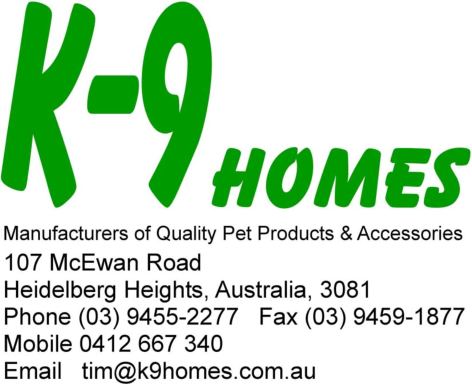 K-9 HOMES
Manufacturers of Quality Pet Products & Accessories
107 McEwan Road
Heidelberg Heights, Australia, 3081
Phone (03) 9455-2277 Fax (03) 9459-1877
Mobile 0412 667 340
Email tim@k9homes.com.au